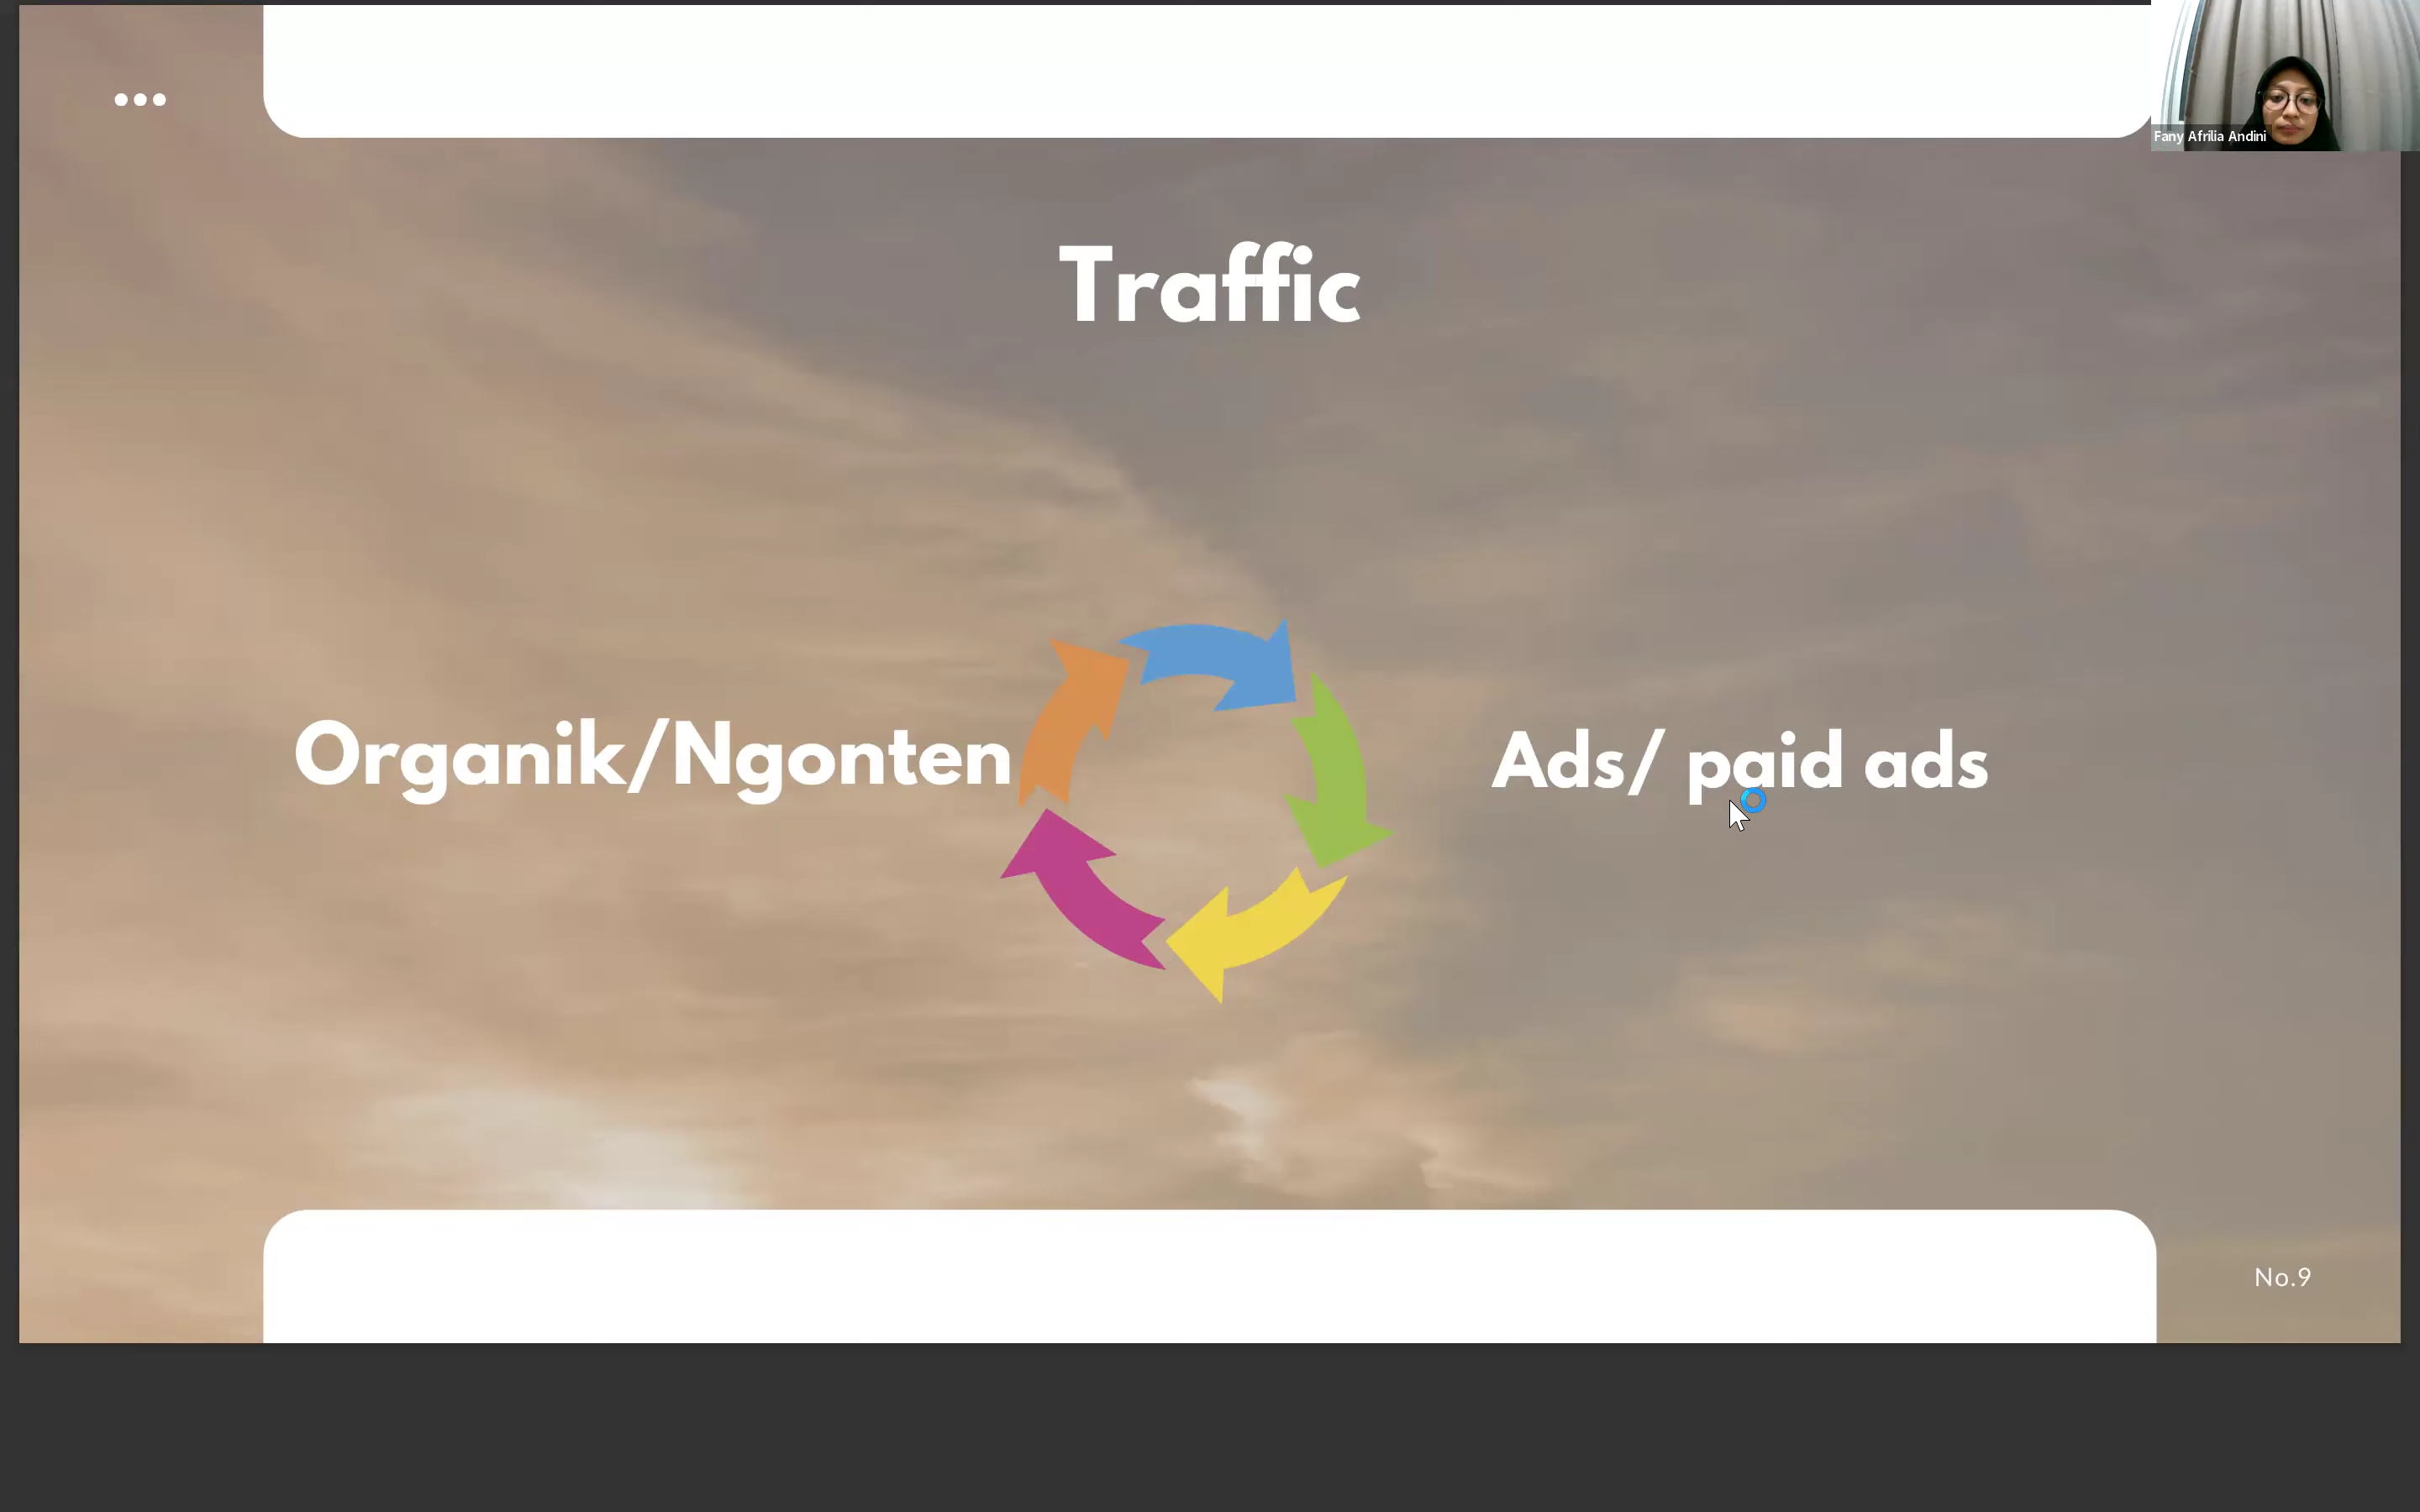 Fany Afrilia Andini
Traffic
Organik/Ngonten
Ads/ paid ads
No.9